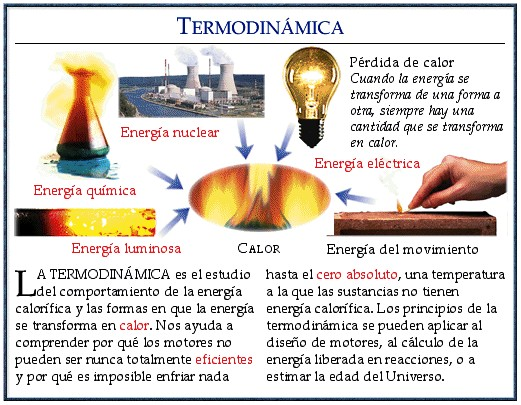 TERMODINÁMICA
Pérdida de calor
Cuando la energía se
transforma de una forma a
otra, siempre hay una
cantidad que se transforma
en calor.
Energía nuclear
Energía eléctrica
Energía química
Energía luminosa
CALOR
Energía del movimiento
LA TERMODINÁMICA es el estudio
del comportamiento de la energía
calorífica y las formas en que la energía
se transforma en calor. Nos ayuda a
comprender por qué los motores no
pueden ser nunca totalmente eficientes
y por qué es imposible enfriar nada
hasta el cero absoluto, una temperatura
a la que las sustancias no tienen
energía calorífica. Los principios de la
termodinámica se pueden aplicar al
diseño de motores, al cálculo de la
energía liberada en reacciones, o a
estimar la edad del Universo.